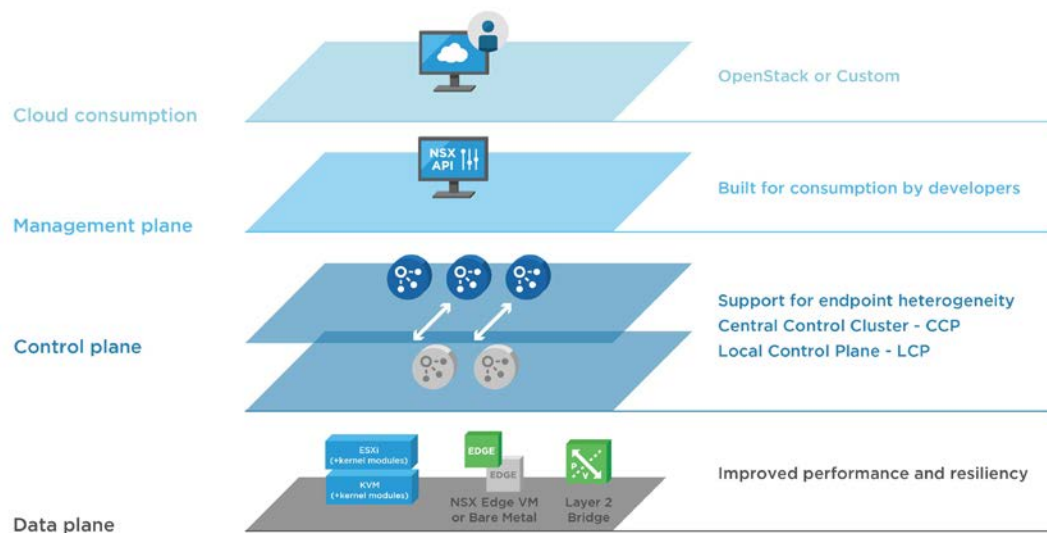 OpenStack or Custom
Cloud consumption
NSX
API
Built for consumption by developers
Management plane
Support for endpoint heterogeneity
Central Control Cluster - CCP
Local Control Plane - LCP
Control plane
ESXi
(+kernel modules)
KVM
(+kernel modules)
EDGE
EDGE
P
V
NSX Edge VM
or Bare Metal
Layer 2
Bridge
Improved performance and resiliency
Data plane